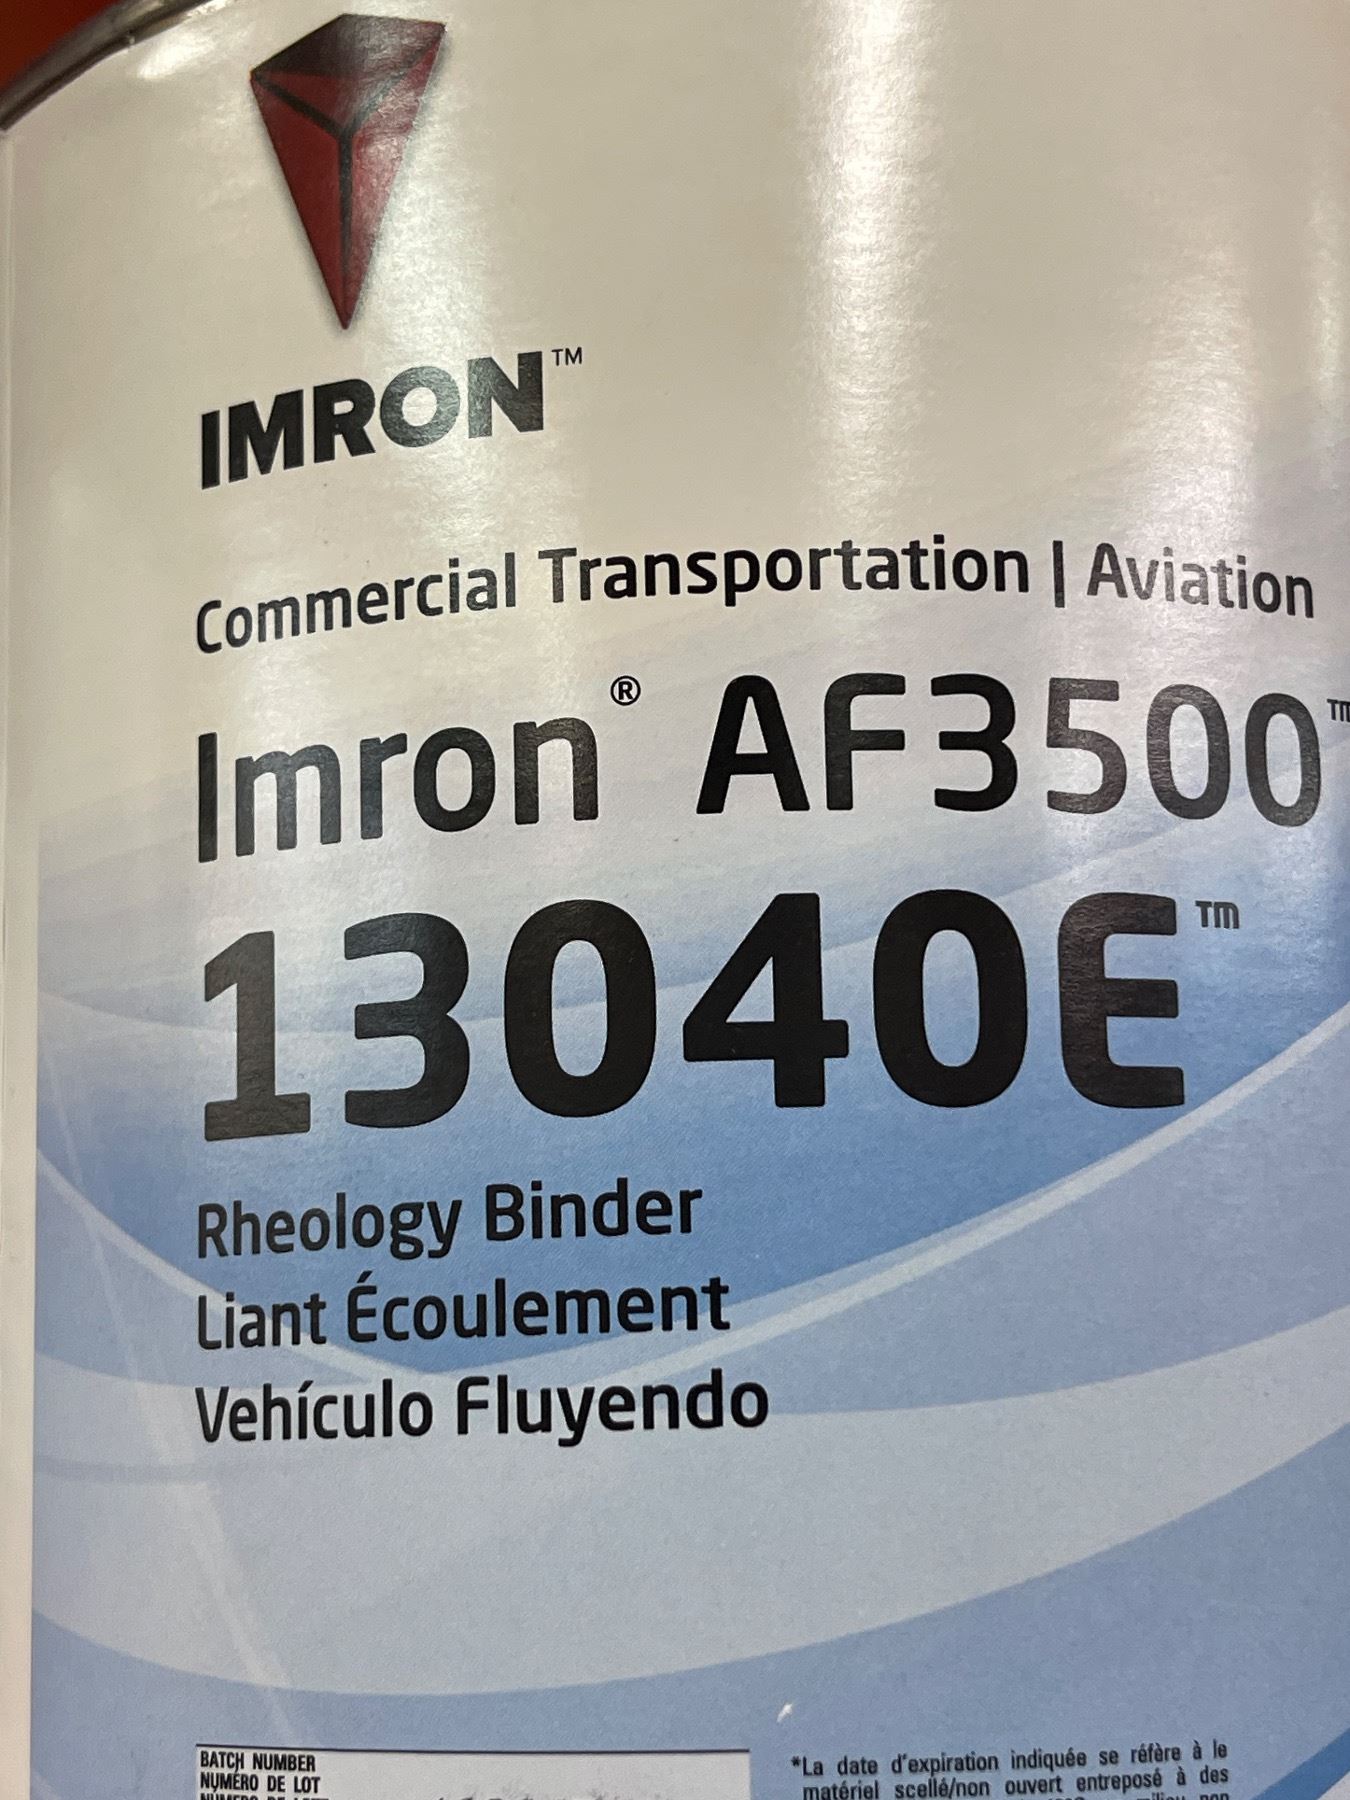 IMRON™
Commercial Transportation | Aviation
Imron® AF3500™
13040E™
Rheology Binder
Liant Écoulement
Vehículo Fluyendo
BATCH NUMBER
NUMÉRO DE LOT
*La date d'expiration indiquée se réfère à le
matériel scellé/non ouvert entreposé à des